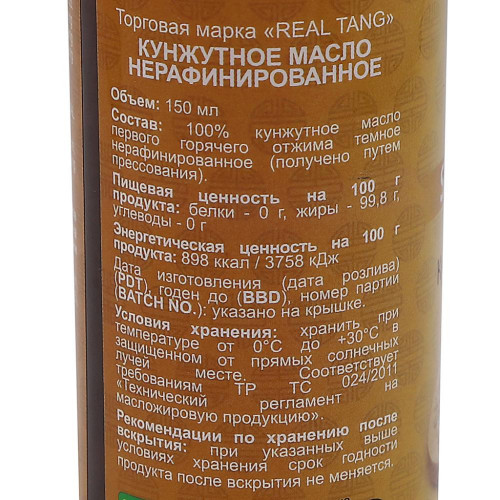 Торговая марка «REAL TANG»
КУНЖУТНОЕ МАСЛО
НЕРАФИНИРОВАННОЕ
Объем: 150 мл
Состав: 100% кунжутное масло
первого горячего отжима темное
нерафинированное (получено путем
прессования).
Пищевая ценность на 100 г
продукта: белки - 0 г, жиры - 99,8 г,
углеводы - 0 г
Энергетическая ценность на 100 г
продукта: 898 ккал / 3758 кДж
Дата изготовления (дата розлива)
(PDT), годен до (BBD), номер партии
(BATCH NO.): указано на крышке.
Условия хранения: хранить при
температуре от 0°C до +30°C в
защищенном от прямых солнечных
лучей месте. Соответствует
требованиям ТР ТС 024/2011
«Технический регламент на
масложировую продукцию».
Рекомендации по хранению после
вскрытия: при указанных выше
условиях хранения срок годности
продукта после вскрытия не меняется.